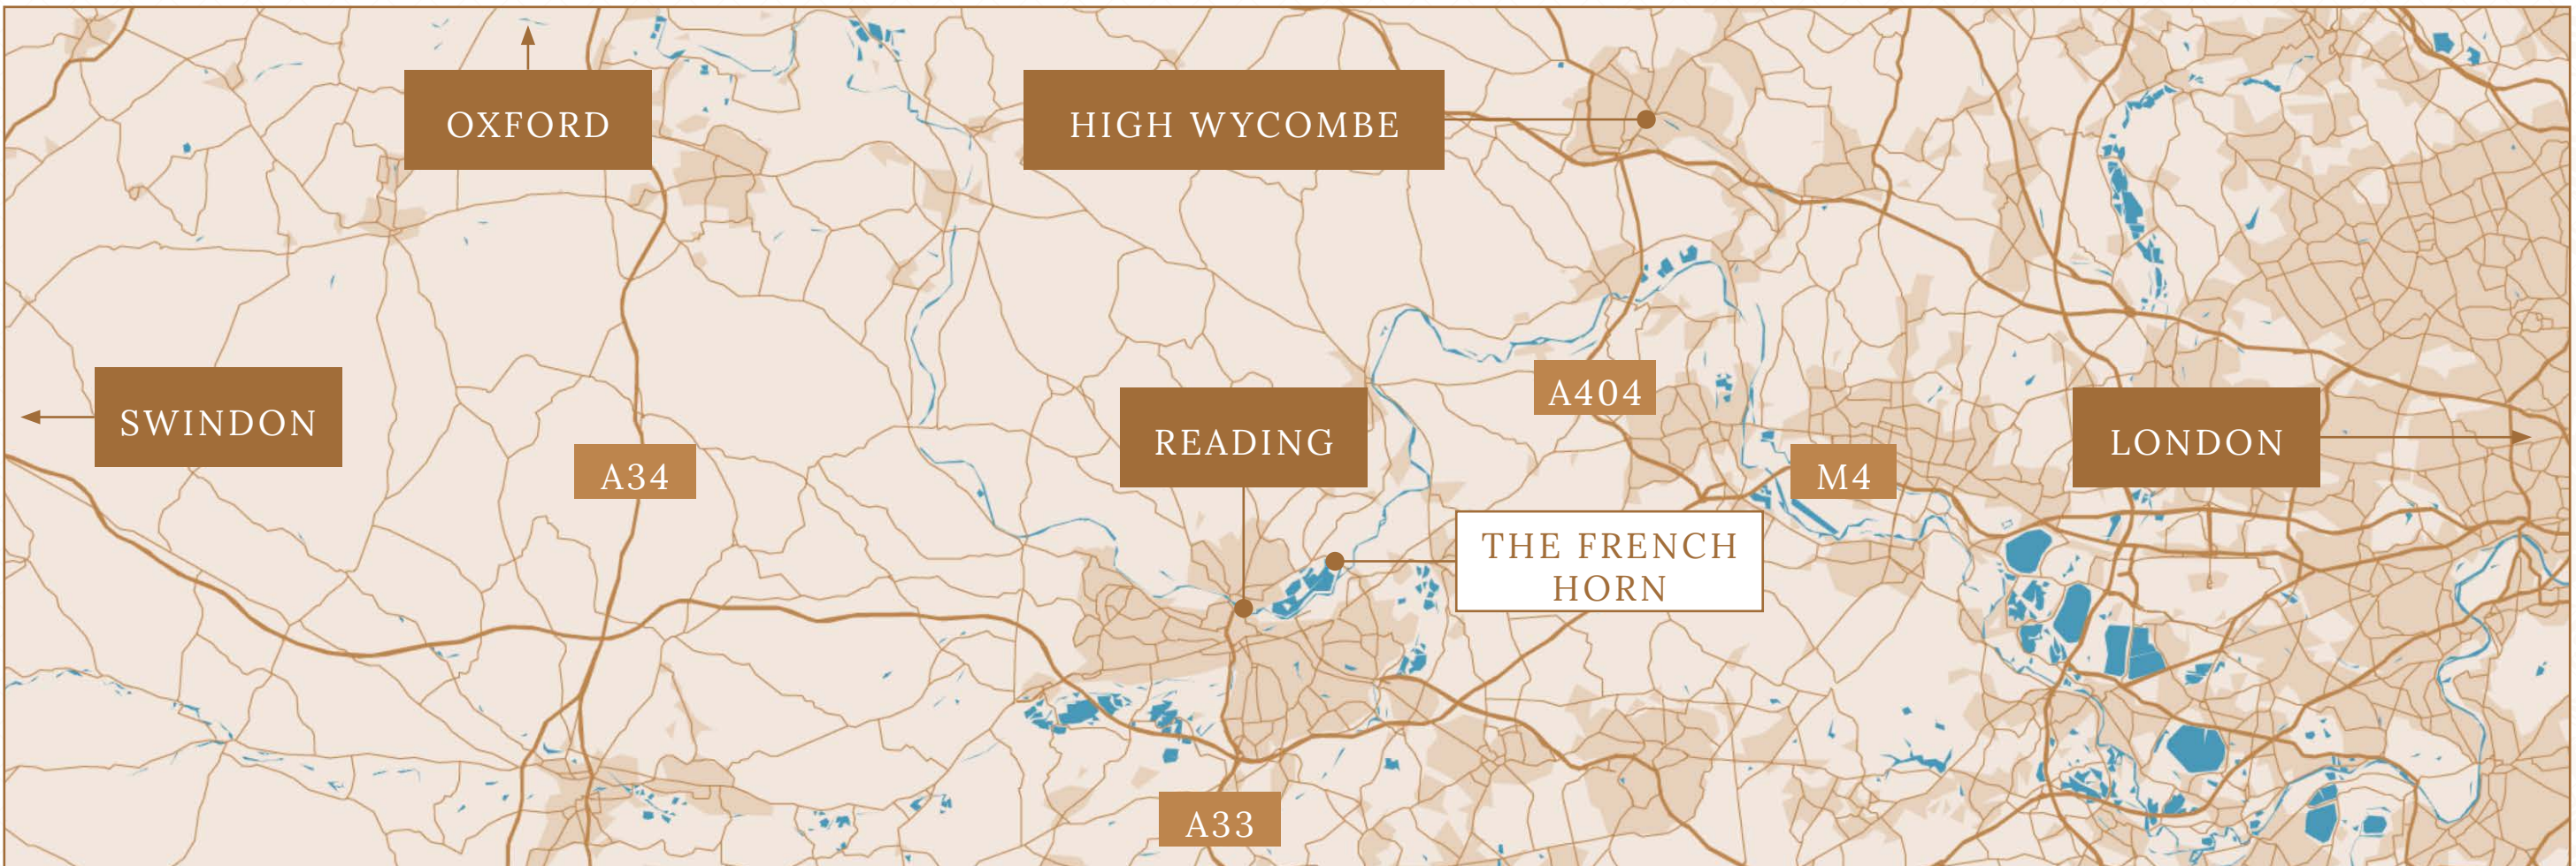 OXFORD
HIGH WYCOMBE
SWINDON
A404
READING
LONDON
A34
M4
THE FRENCH
HORN
A33